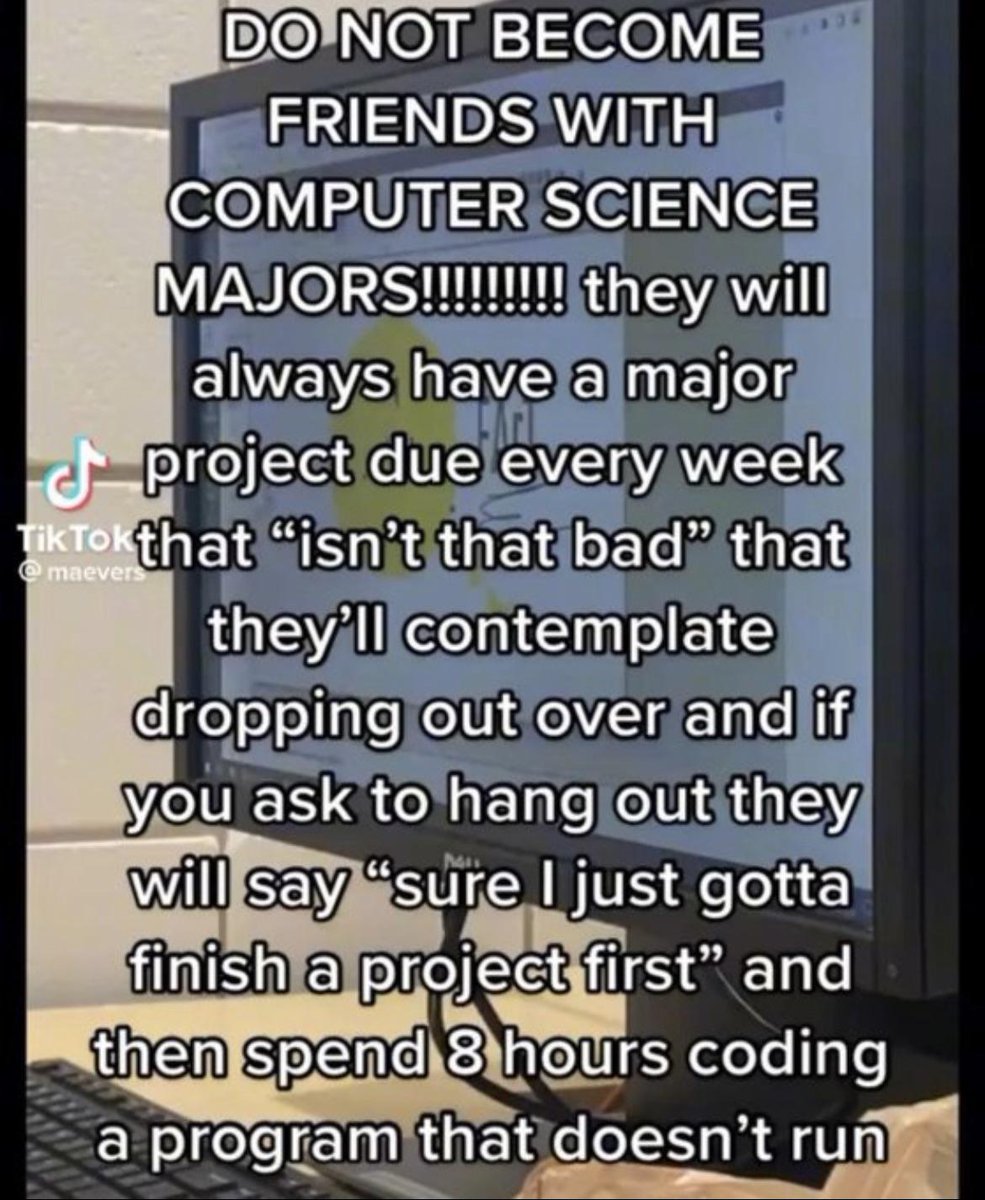 DO NOT BECOME
FRIENDS WITH
COMPUTER SCIENCE
MAJORS!!!!!!!!!! they will
always have a major
project due every week
that “isn’t that bad” that
they’ll contemplate
dropping out over and if
you ask to hang out they
will say “sure I just gotta
finish a project first” and
then spend 8 hours coding
a program that doesn’t run
TikTok
@maevers